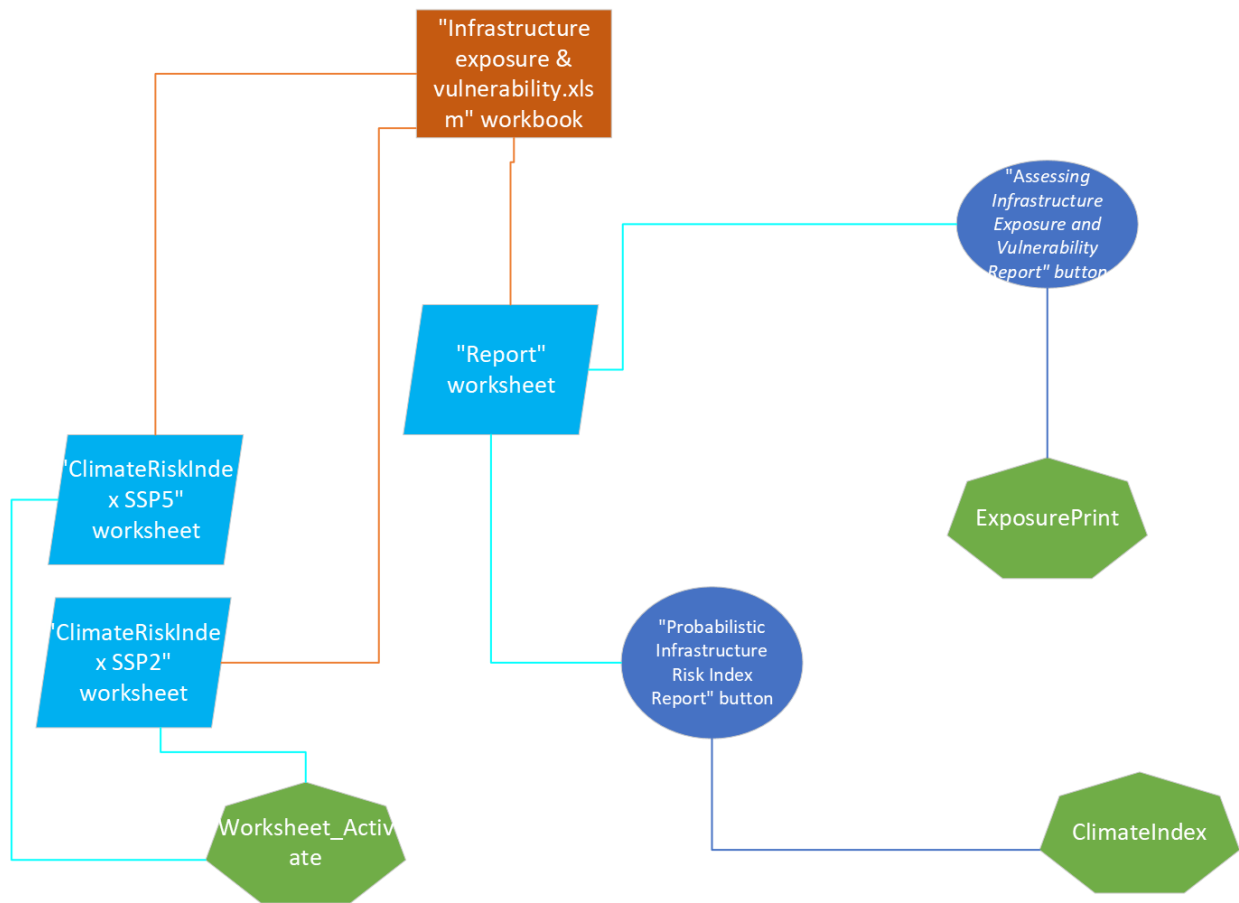 "Infrastructure
exposure &
vulnerability.xls
m" workbook
"Assessing
Infrastructure
Exposure and
Vulnerability
Report" button
"Report"
worksheet
'ClimateRiskInde
x SSP5"
worksheet
ExposurePrint
'ClimateRiskInde
x SSP2"
worksheet
"Probabilistic
Infrastructure
Risk Index
Report" button
Worksheet_Activ
ate
ClimateIndex